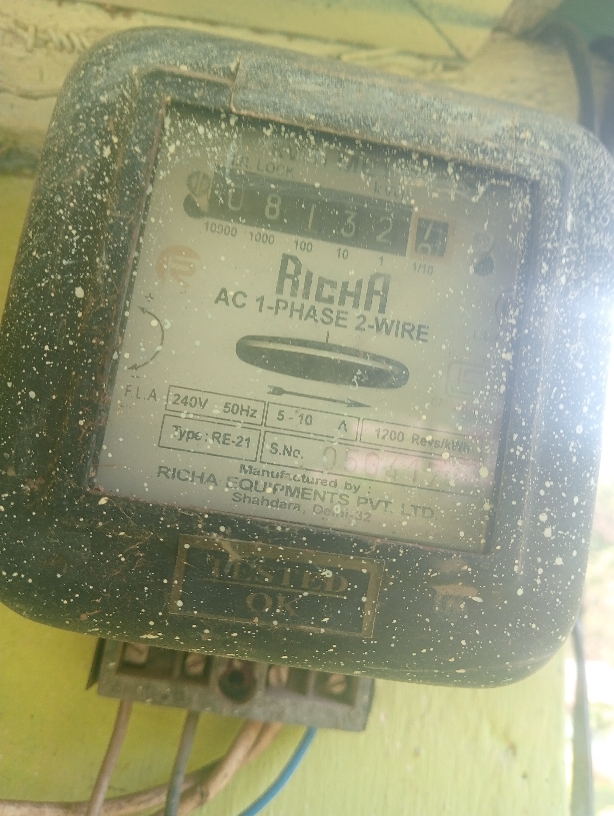 LOCK
0 8 1 3 2
10000 1000 100 10 1 1/10
RICHA
AC 1-PHASE 2-WIRE
F.L.A
240V 50Hz 5-10 A 1200 Revs/kWh
Type: RE-21 S.No.
Manufactured by :
RICHA EQUIPMENTS PVT. LTD.
Shahdara, Delhi-32
TESTED
OK